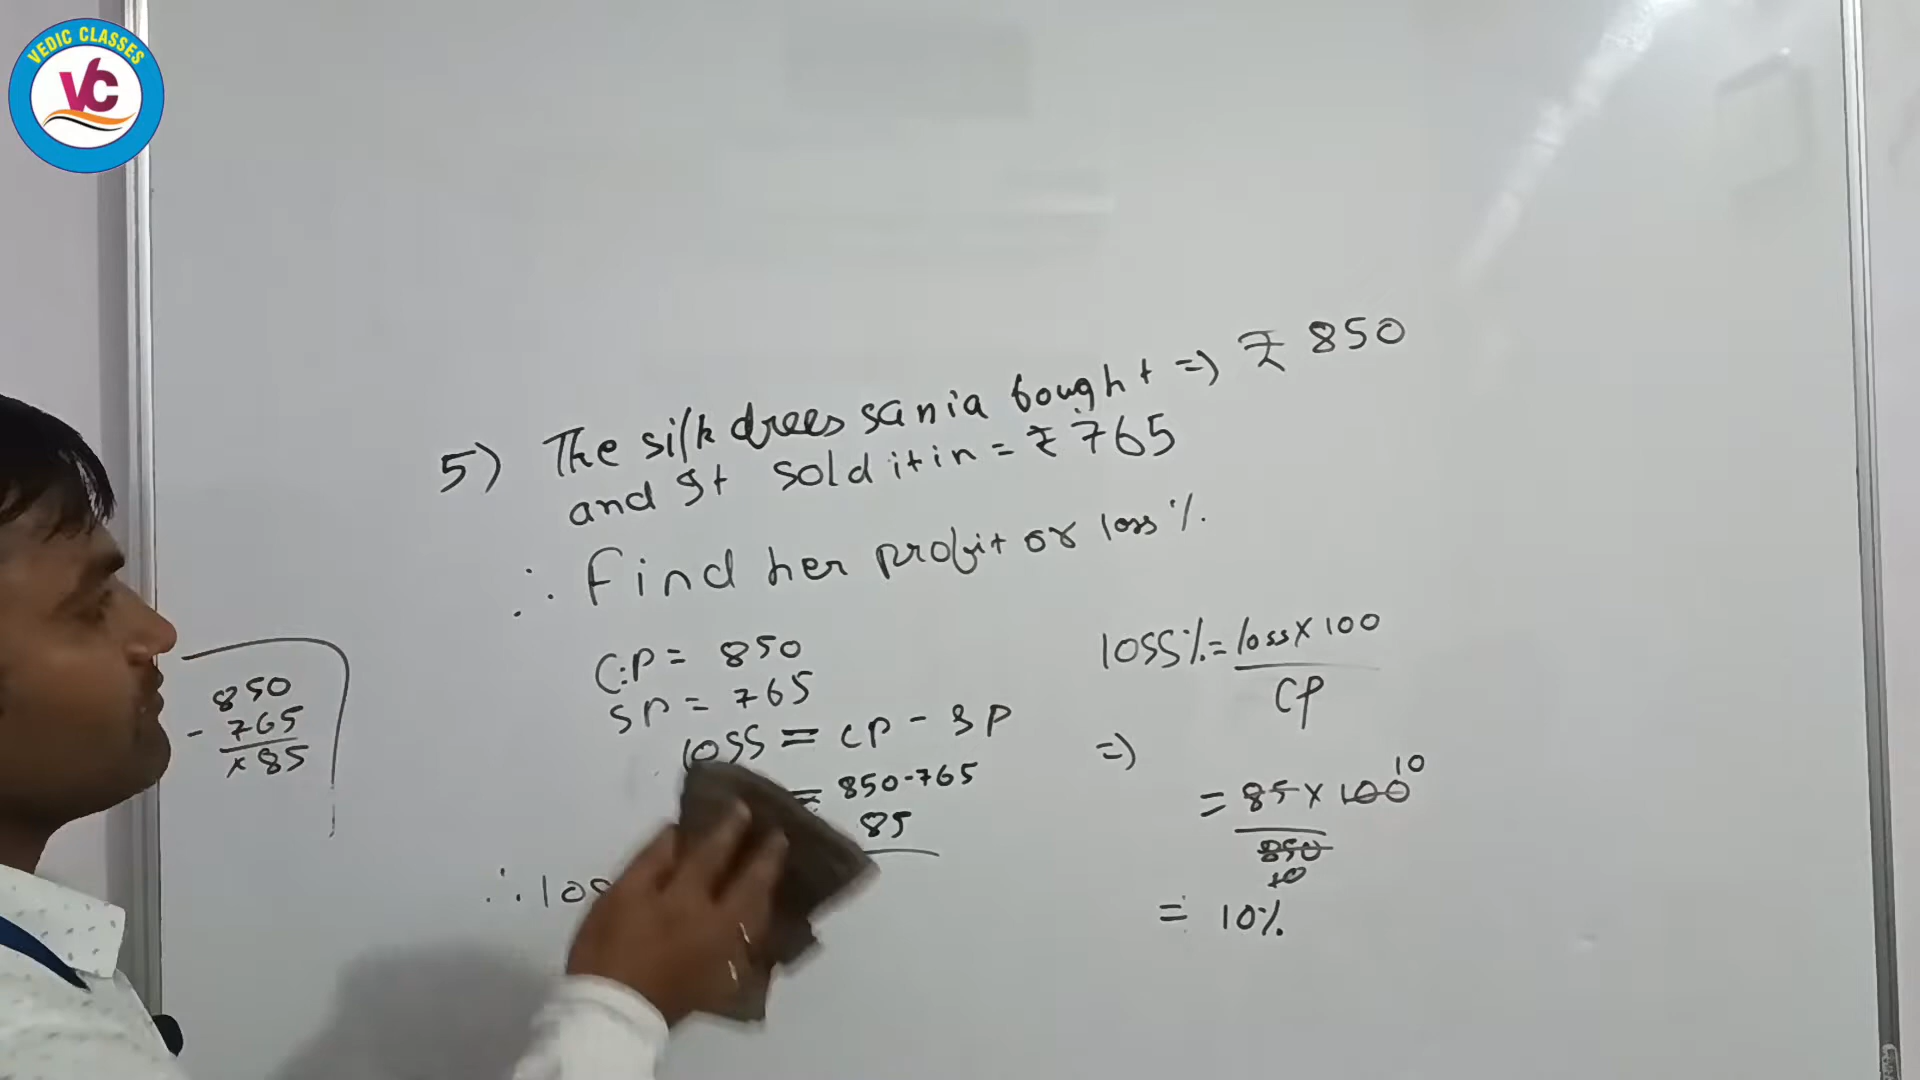 VEDIC CLASSES
VC
5) The silk drees sania bought => ₹ 850
and It sold it in = ₹ 765
∴ Find her profit or loss %.
C.P = 850
SP = 765
loss = CP - SP
= 850-765
85
∴ los
850
- 765
x 85
loss% = loss x 100
CP
=>
= 85 x 100 10
850
10
= 10%